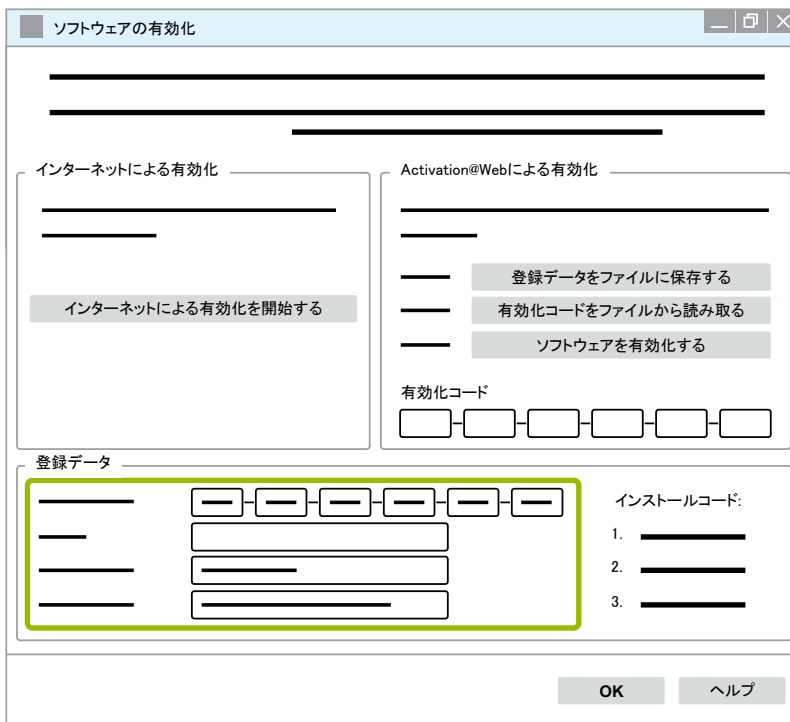 ソフトウェアの有効化
インターネットによる有効化
インターネットによる有効化を開始する
Activation@Webによる有効化
登録データをファイルに保存する
有効化コードをファイルから読み取る
ソフトウェアを有効化する
有効化コード
登録データ
インストールコード:
1.
2.
3.
OK
ヘルプ